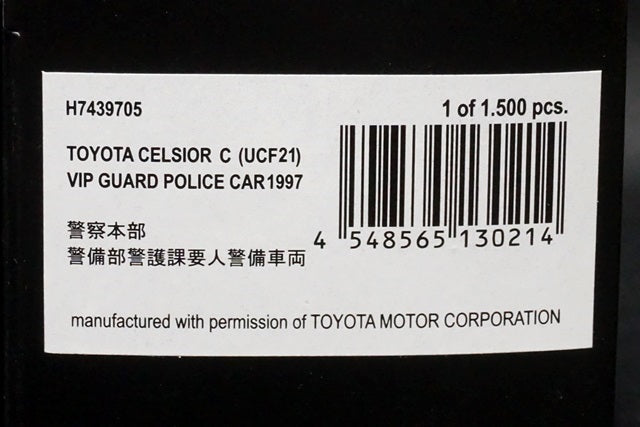 H7439705
1 of 1.500 pcs.
TOYOTA CELSIOR C (UCF21)
VIP GUARD POLICE CAR1997
警察本部
警備部警護課要人警備車両
4 548565 130214
manufactured with permission of TOYOTA MOTOR CORPORATION